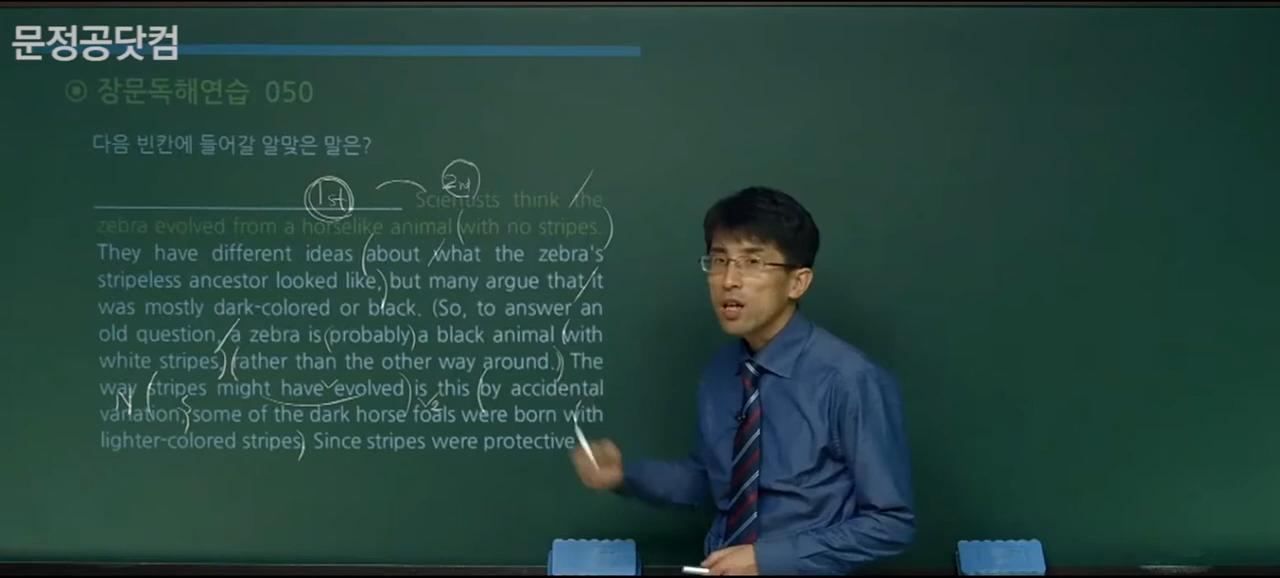 문정공닷컴
장문독해연습 050
다음 빈칸에 들어갈 알맞은 말은?
1st 2nd
Scientists think the
zebra evolved from a horselike animal with no stripes.
They have different ideas about what the zebra's
stripeless ancestor looked like, but many argue that it
was mostly dark-colored or black. (So, to answer an
old question, a zebra is probably a black animal with
white stripes, rather than the other way around.) The
way stripes might have evolved is this by accidental
variation, some of the dark horse foals were born with
lighter-colored stripes. Since stripes were protective